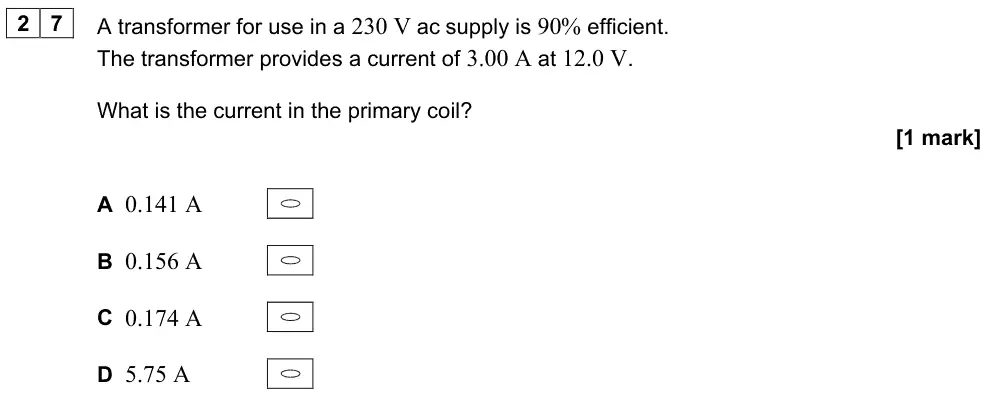 2 7 A transformer for use in a 230 V ac supply is 90% efficient.
The transformer provides a current of 3.00 A at 12.0 V.
What is the current in the primary coil?
[1 mark]
A 0.141 A
B 0.156 A
C 0.174 A
D 5.75 A